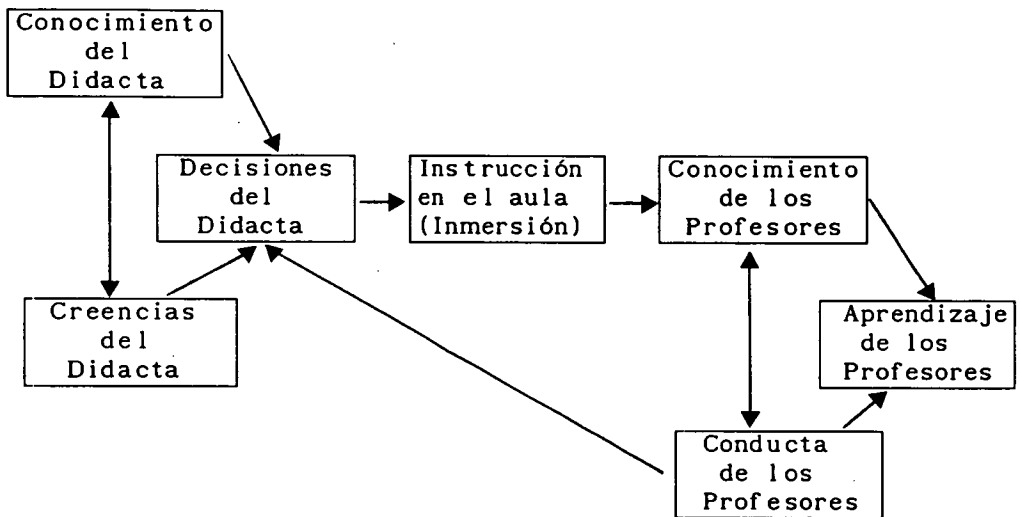 Conocimiento
del
Didacta
Decisiones
del
Didacta
Instrucción
en el aula
(Inmersión)
Conocimiento
de los
Profesores
Creencias
del
Didacta
Aprendizaje
de los
Profesores
Conducta
de los
Profesores